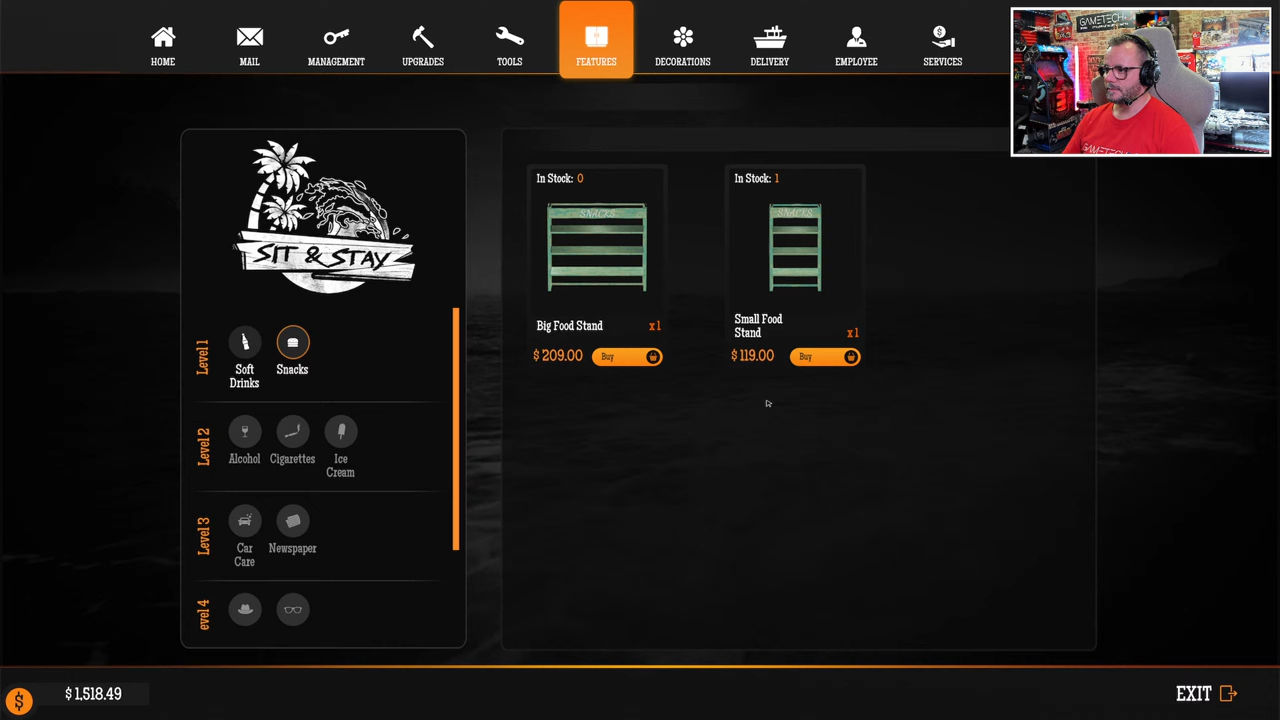 HOME
MAIL
MANAGEMENT
UPGRADES
TOOLS
FEATURES
DECORATIONS
DELIVERY
EMPLOYEE
SERVICES
GAMETECH
GAMETECH
SIT & STAY
Level 1
Soft
Drinks
Snacks
Level 2
Alcohol
Cigarettes
Ice
Cream
Level 3
Car
Care
Newspaper
evel 4
In Stock: 0
SNACKS
Big Food Stand
x1
$ 209.00
Buy
In Stock: 1
SNACKS
Small Food
Stand
x1
$ 119.00
Buy
$ 1,518.49
EXIT